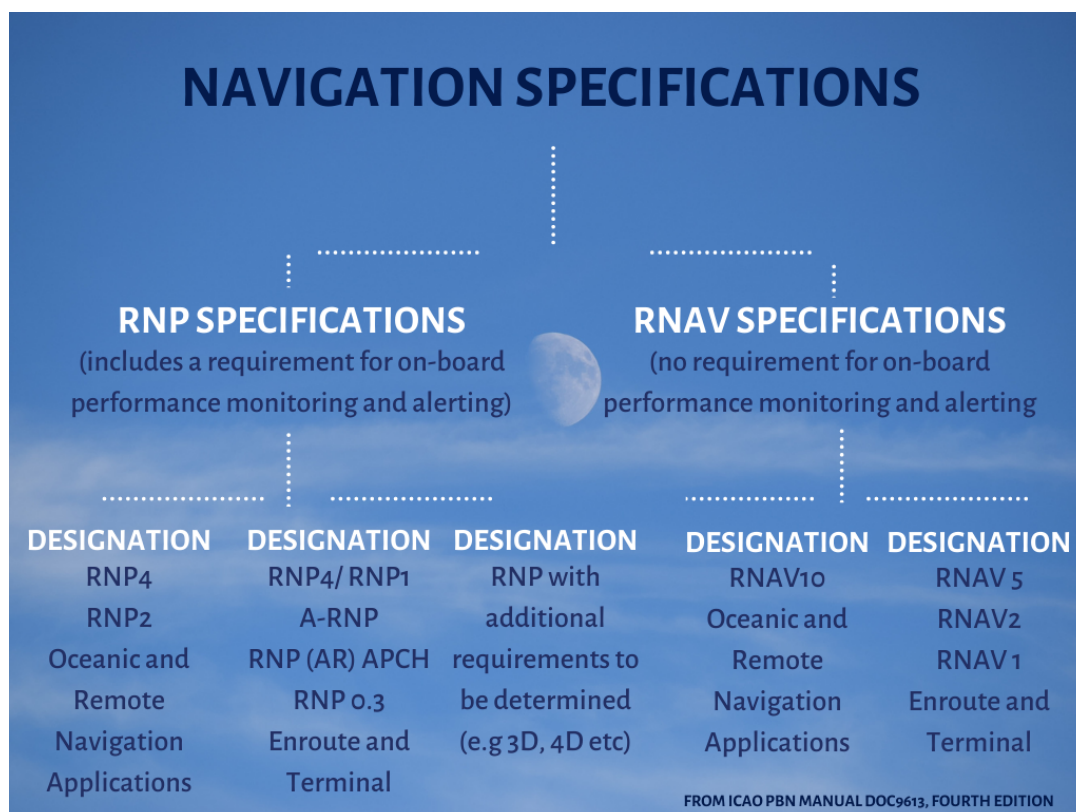 NAVIGATION SPECIFICATIONS
RNP SPECIFICATIONS
(includes a requirement for on-board
performance monitoring and alerting)
RNAV SPECIFICATIONS
(no requirement for on-board
performance monitoring and alerting
DESIGNATION
RNP4
RNP2
Oceanic and
Remote
Navigation
Applications
DESIGNATION
RNP4/ RNP1
A-RNP
RNP (AR) APCH
RNP 0.3
Enroute and
Terminal
DESIGNATION
RNP with
additional
requirements to
be determined
(e.g 3D, 4D etc)
DESIGNATION
RNAV10
Oceanic and
Remote
Navigation
Applications
DESIGNATION
RNAV 5
RNAV2
RNAV 1
Enroute and
Terminal
FROM ICAO PBN MANUAL DOC9613, FOURTH EDITION